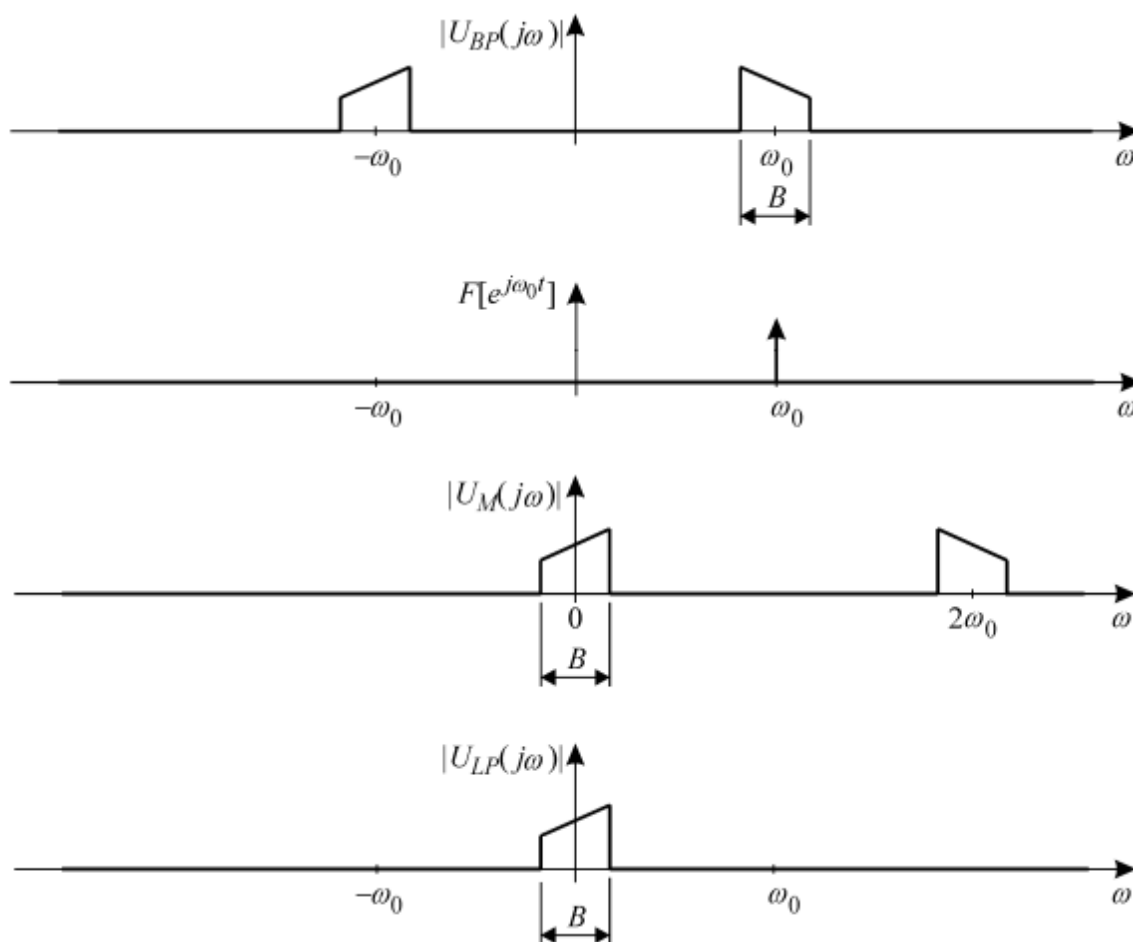 |U_BP(jω)|
−ω₀ ω₀ ω
B
F[e^{jω₀t}]
−ω₀ ω₀ ω
|U_M(jω)|
0 2ω₀ ω
B
|U_LP(jω)|
−ω₀ ω₀ ω
B